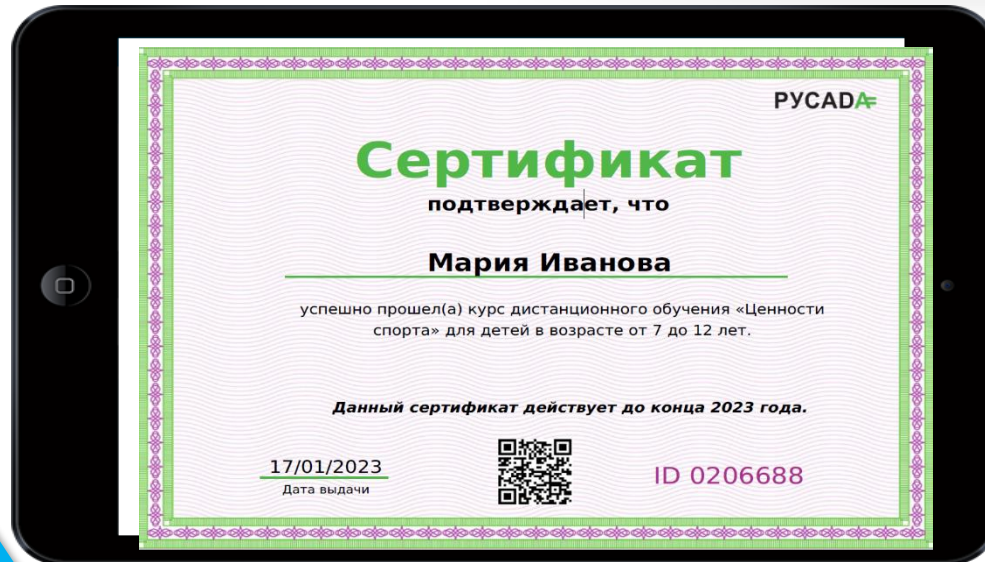 РУСАDА
Сертификат
подтверждает, что
Мария Иванова
успешно прошел(а) курс дистанционного обучения «Ценности
спорта» для детей в возрасте от 7 до 12 лет.
Данный сертификат действует до конца 2023 года.
17/01/2023
Дата выдачи
ID 0206688